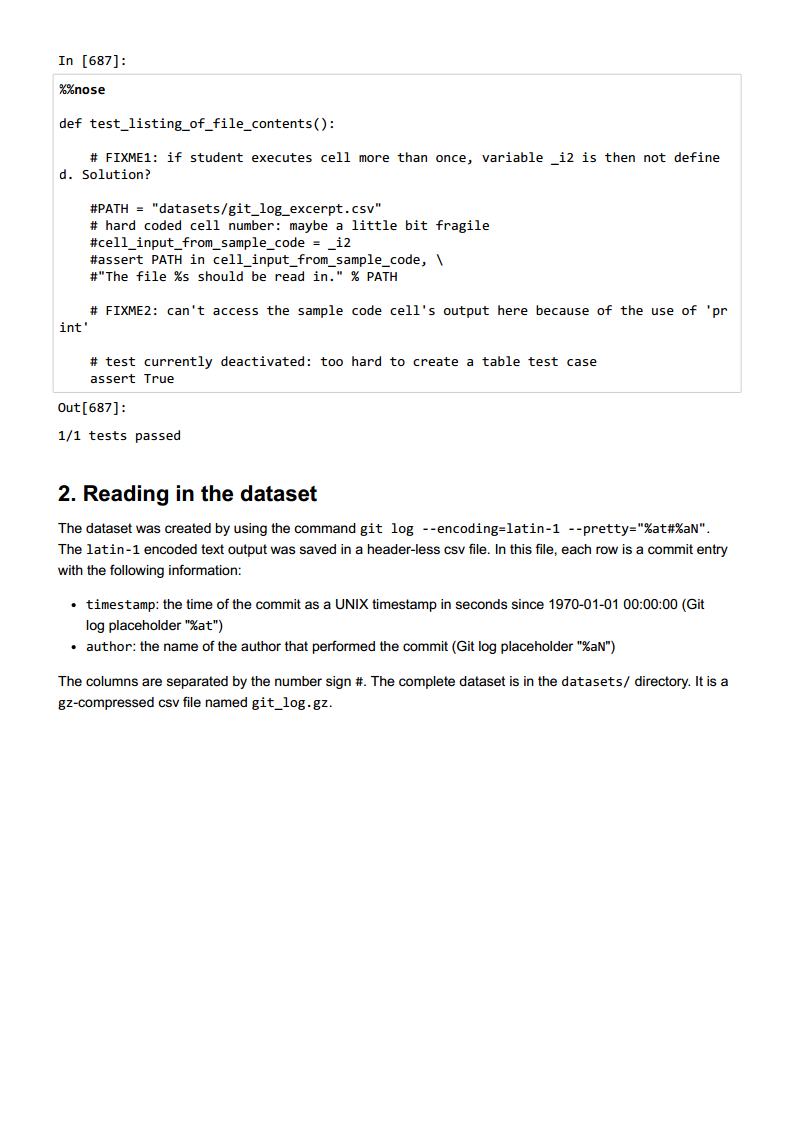 In [687]:
%%nose
def test_listing_of_file_contents():
    # FIXME1: if student executes cell more than once, variable _i2 is then not define
d. Solution?
    #PATH = "datasets/git_log_excerpt.csv"
    # hard coded cell number: maybe a little bit fragile
    #cell_input_from_sample_code = _i2
    #assert PATH in cell_input_from_sample_code, \
    #"The file %s should be read in." % PATH
    # FIXME2: can't access the sample code cell's output here because of the use of 'pr
int'
    # test currently deactivated: too hard to create a table test case
    assert True
Out[687]:
1/1 tests passed
2. Reading in the dataset
The dataset was created by using the command git log --encoding=latin-1 --pretty="%at#%aN".
The latin-1 encoded text output was saved in a header-less csv file. In this file, each row is a commit entry
with the following information:
• timestamp: the time of the commit as a UNIX timestamp in seconds since 1970-01-01 00:00:00 (Git
log placeholder "%at")
• author: the name of the author that performed the commit (Git log placeholder "%aN")
The columns are separated by the number sign #. The complete dataset is in the datasets/ directory. It is a
gz-compressed csv file named git_log.gz.